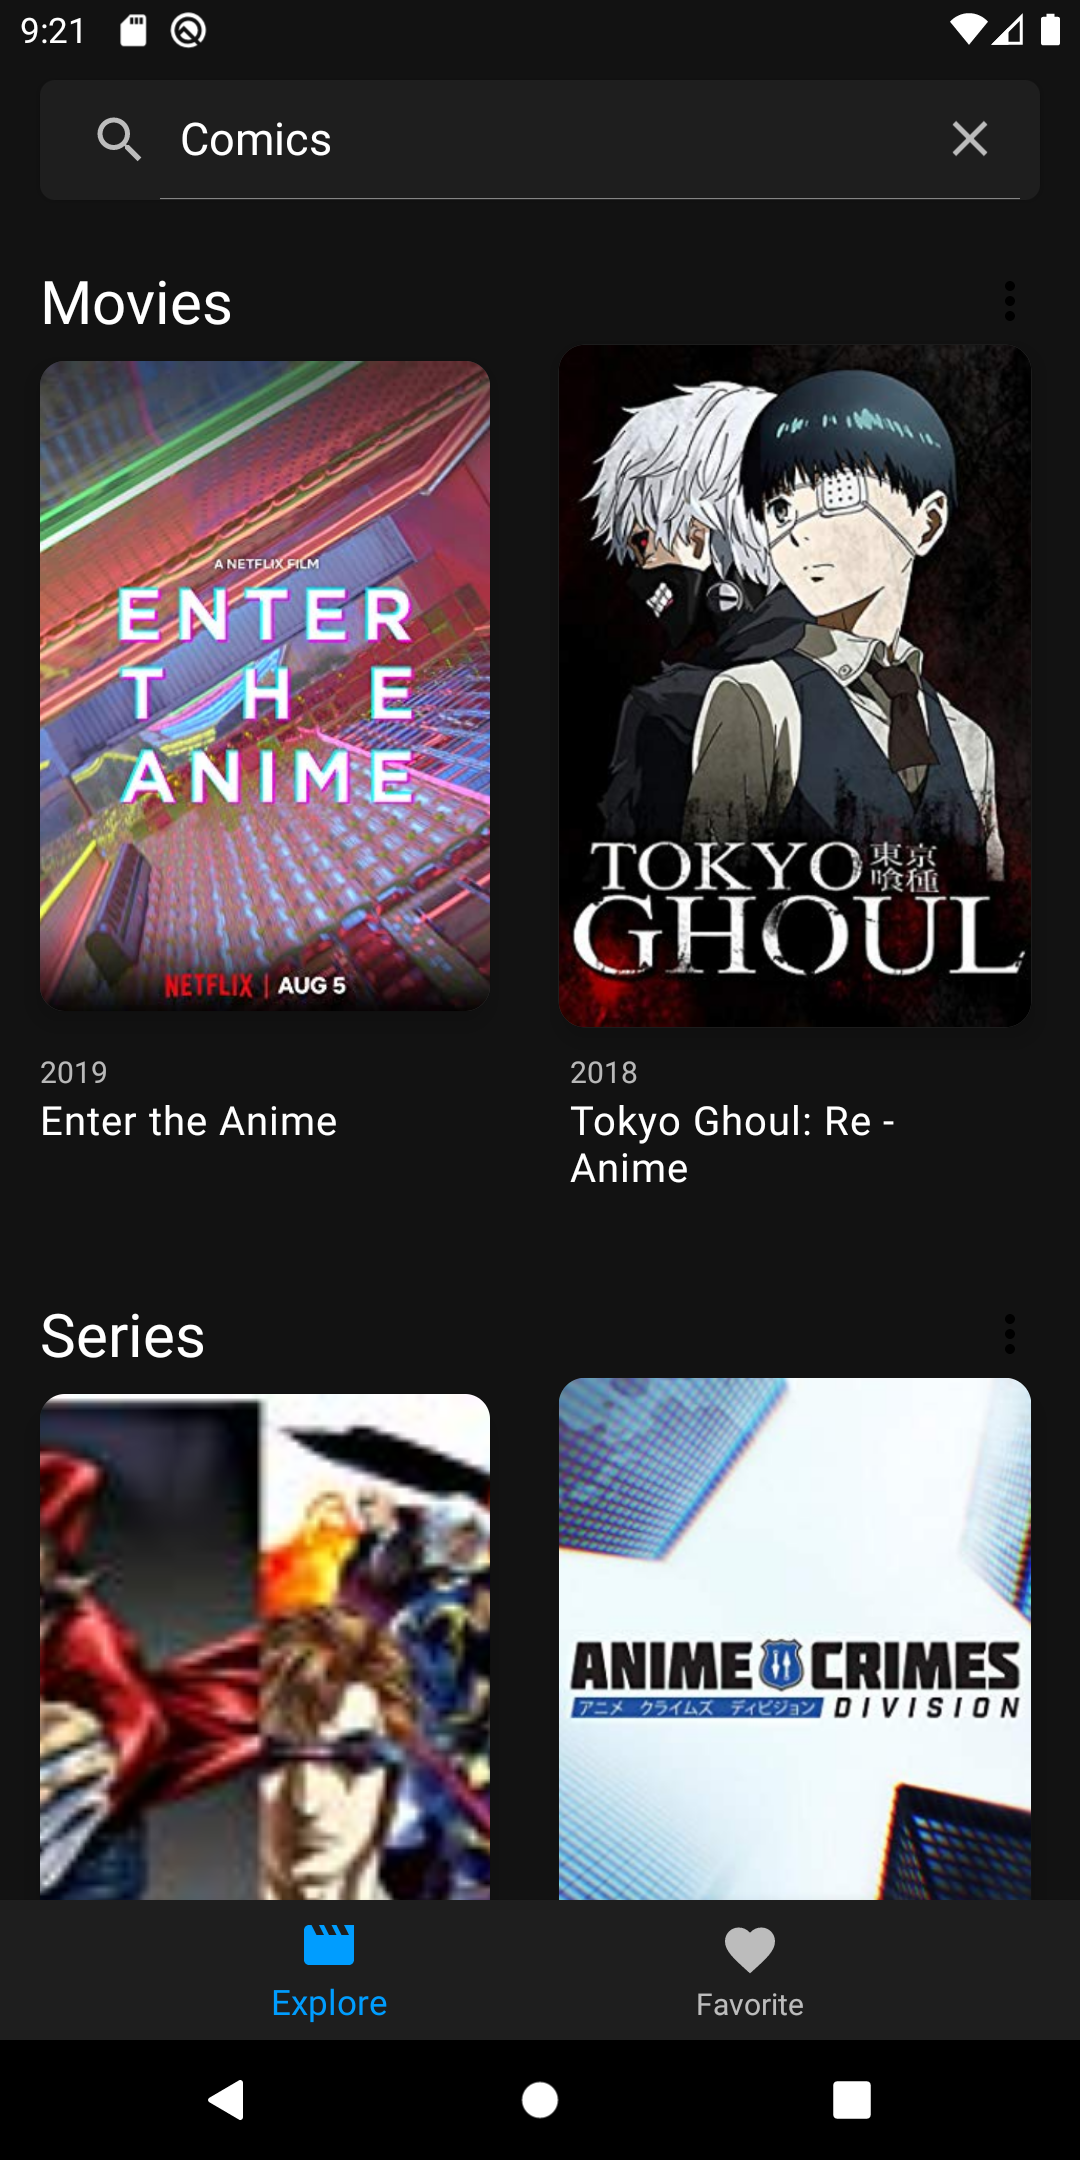 9:21
Comics
Movies
A NETFLIX FILM
ENTER
THE
ANIME
NETFLIX | AUG 5
TOKYO 東京
喰種
GHOUL
2019
Enter the Anime
2018
Tokyo Ghoul: Re -
Anime
Series
ANIME CRIMES
アニメ クライムズ ディビジョン DIVISION
Explore
Favorite